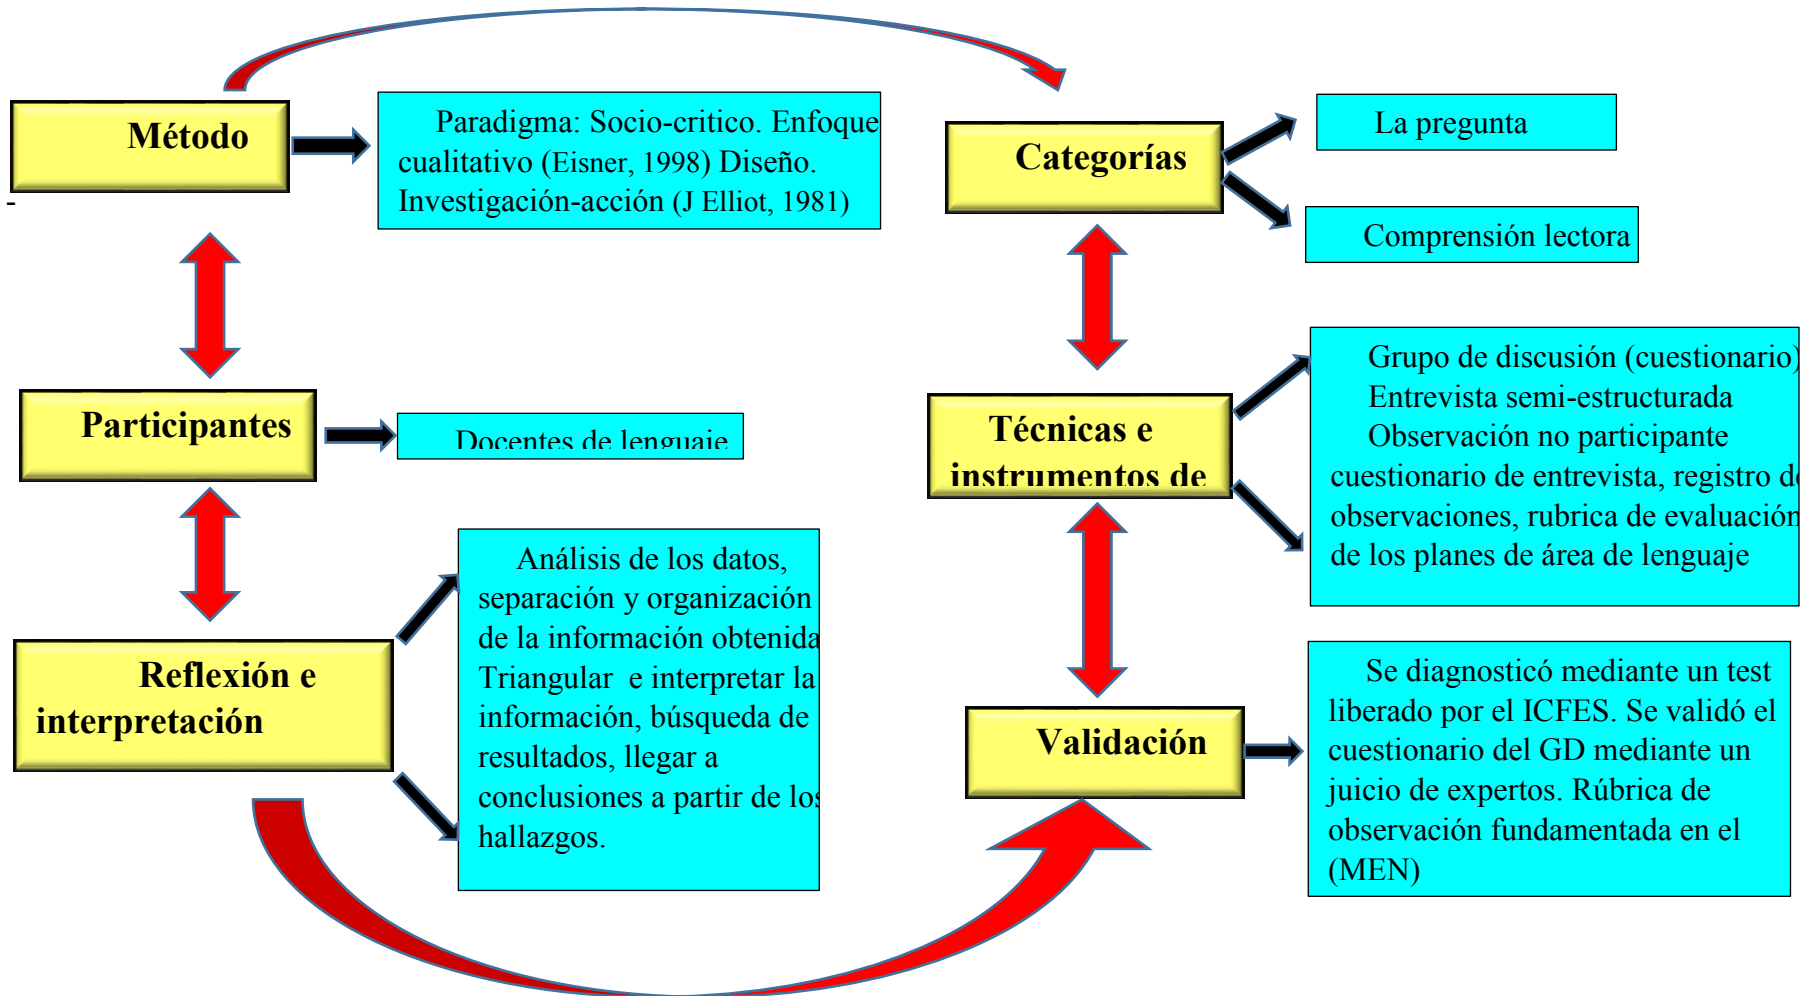 Método
Paradigma: Socio-critico. Enfoque
cualitativo (Eisner, 1998) Diseño.
Investigación-acción (J Elliot, 1981)
-
Participantes
Docentes de lenguaje
Reflexión e
interpretación
Análisis de los datos,
separación y organización
de la información obtenida
Triangular e interpretar la
información, búsqueda de
resultados, llegar a
conclusiones a partir de los
hallazgos.
Categorías
La pregunta
Comprensión lectora
Técnicas e
instrumentos de
Grupo de discusión (cuestionario)
Entrevista semi-estructurada
Observación no participante
cuestionario de entrevista, registro de
observaciones, rubrica de evaluación
de los planes de área de lenguaje
Validación
Se diagnosticó mediante un test
liberado por el ICFES. Se validó el
cuestionario del GD mediante un
juicio de expertos. Rúbrica de
observación fundamentada en el
(MEN)